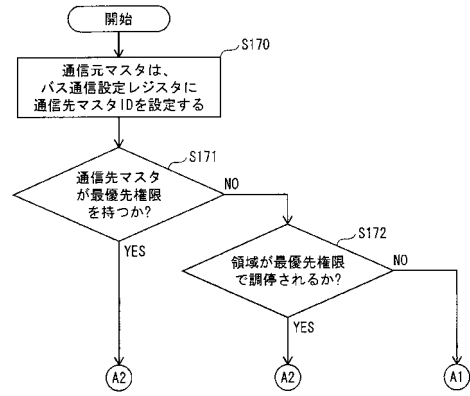 開始
S170
通信元マスタは、
バス通信設定レジスタに
通信先マスタIDを設定する
S171
通信先マスタ
が最優先権限
を持つか?
NO
YES
S172
領域が最優先権限
で調停されるか?
NO
YES
A2
A2
A1